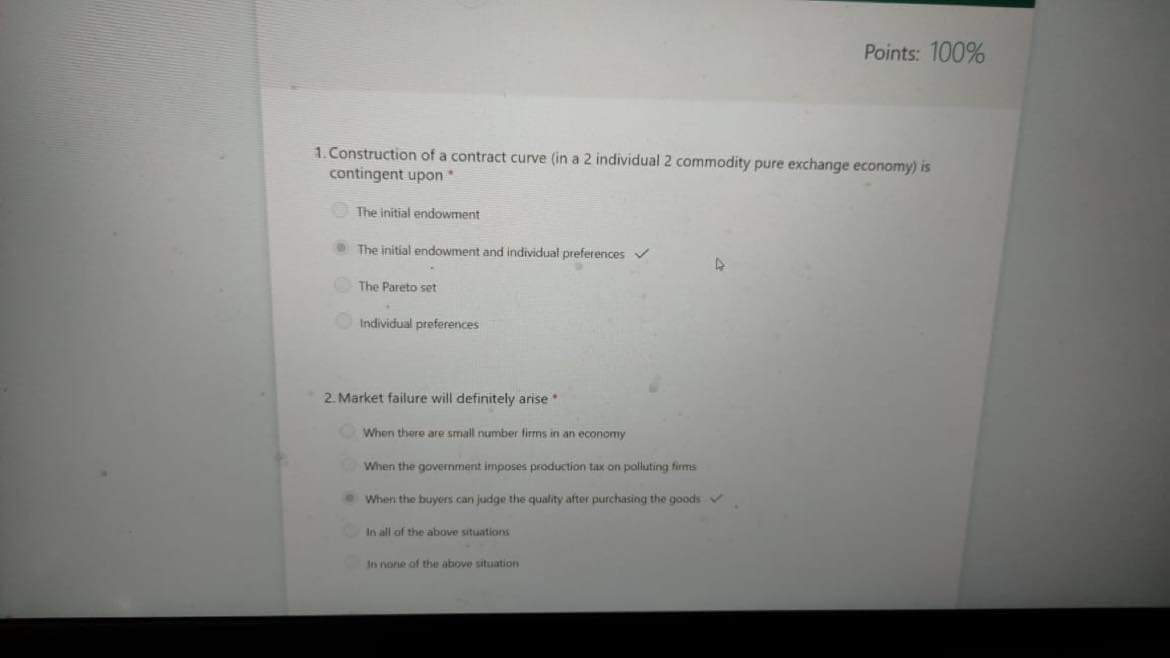 Points: 100%
1. Construction of a contract curve (in a 2 individual 2 commodity pure exchange economy) is
contingent upon *
The initial endowment
The initial endowment and individual preferences
The Pareto set
Individual preferences
2. Market failure will definitely arise *
When there are small number firms in an economy
When the government imposes production tax on polluting firms
When the buyers can judge the quality after purchasing the goods
In all of the above situations
In none of the above situation